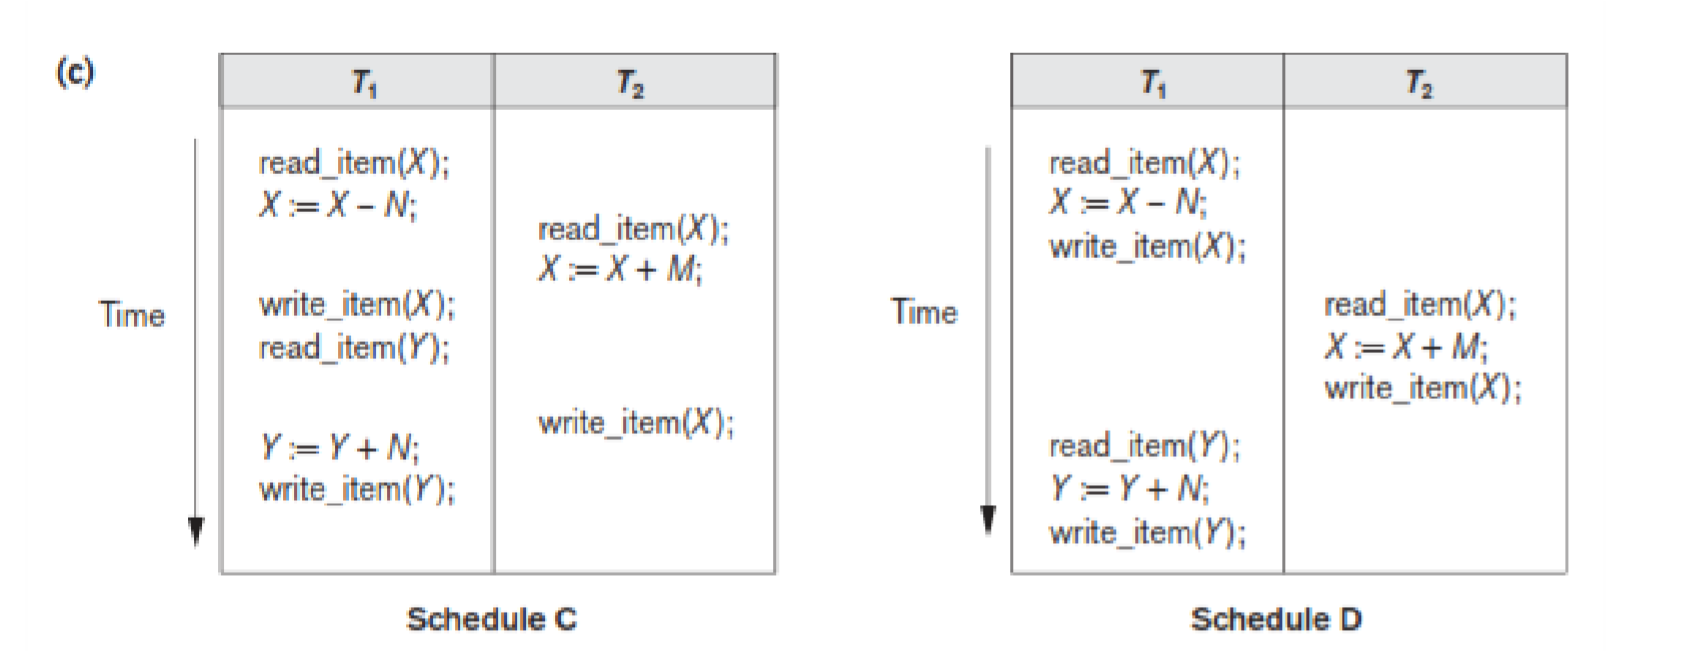 (c)
T₁ T₂
read_item(X);
X := X – N;
read_item(X);
X := X + M;
write_item(X);
read_item(Y);
write_item(X);
Y := Y + N;
write_item(Y);
Time
Schedule C
T₁ T₂
read_item(X);
X := X – N;
write_item(X);
read_item(X);
X := X + M;
write_item(X);
read_item(Y);
Y := Y + N;
write_item(Y);
Time
Schedule D